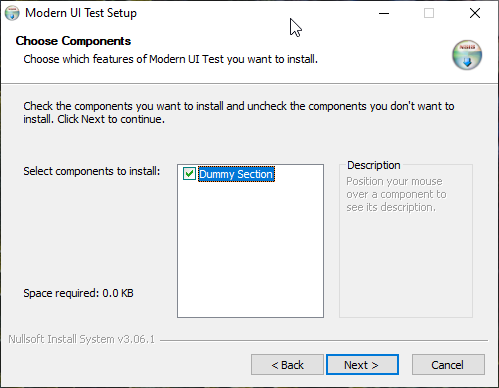 Modern UI Test Setup
Choose Components
Choose which features of Modern UI Test you want to install.
Check the components you want to install and uncheck the components you don't want to
install. Click Next to continue.
Select components to install:
Dummy Section
Description
Position your mouse
over a component to
see its description.
Space required: 0.0 KB
Nullsoft Install System v3.06.1
< Back
Next >
Cancel